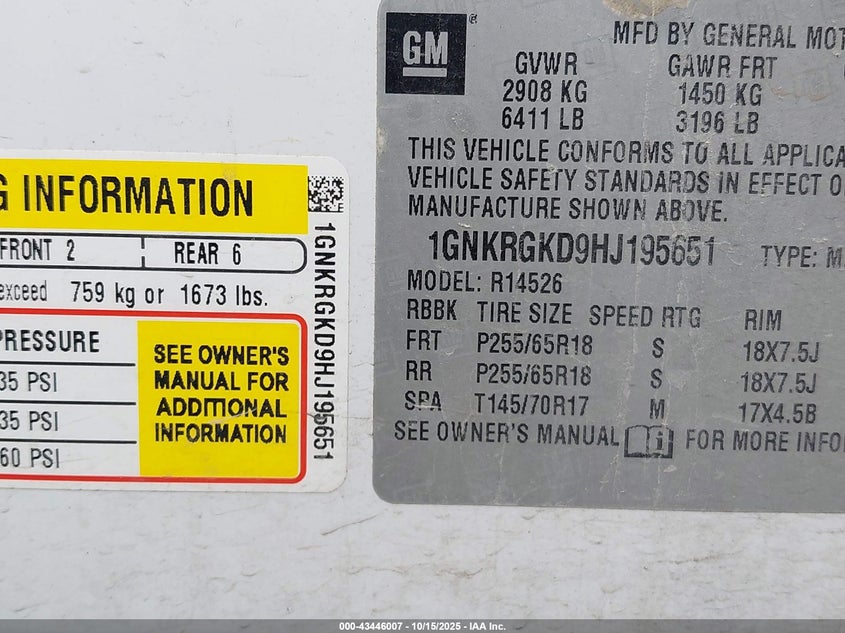 G INFORMATION
FRONT 2
REAR 6
exceed 759 kg or 1673 lbs.
PRESSURE
35 PSI
35 PSI
60 PSI
SEE OWNER'S
MANUAL FOR
ADDITIONAL
INFORMATION
1GNKRGKD9HJ195651
GM
®
MFD BY GENERAL MOT
GVWR GAWR FRT
2908 KG 1450 KG
6411 LB 3196 LB
THIS VEHICLE CONFORMS TO ALL APPLICA
VEHICLE SAFETY STANDARDS IN EFFECT O
MANUFACTURE SHOWN ABOVE.
1GNKRGKD9HJ195651 TYPE: M
MODEL: R14526
RBBK TIRE SIZE SPEED RTG RIM
FRT P255/65R18 S 18X7.5J
RR P255/65R18 S 18X7.5J
SPA T145/70R17 M 17X4.5B
SEE OWNER'S MANUAL FOR MORE INFO
000-43446007 - 10/15/2025 - IAA Inc.